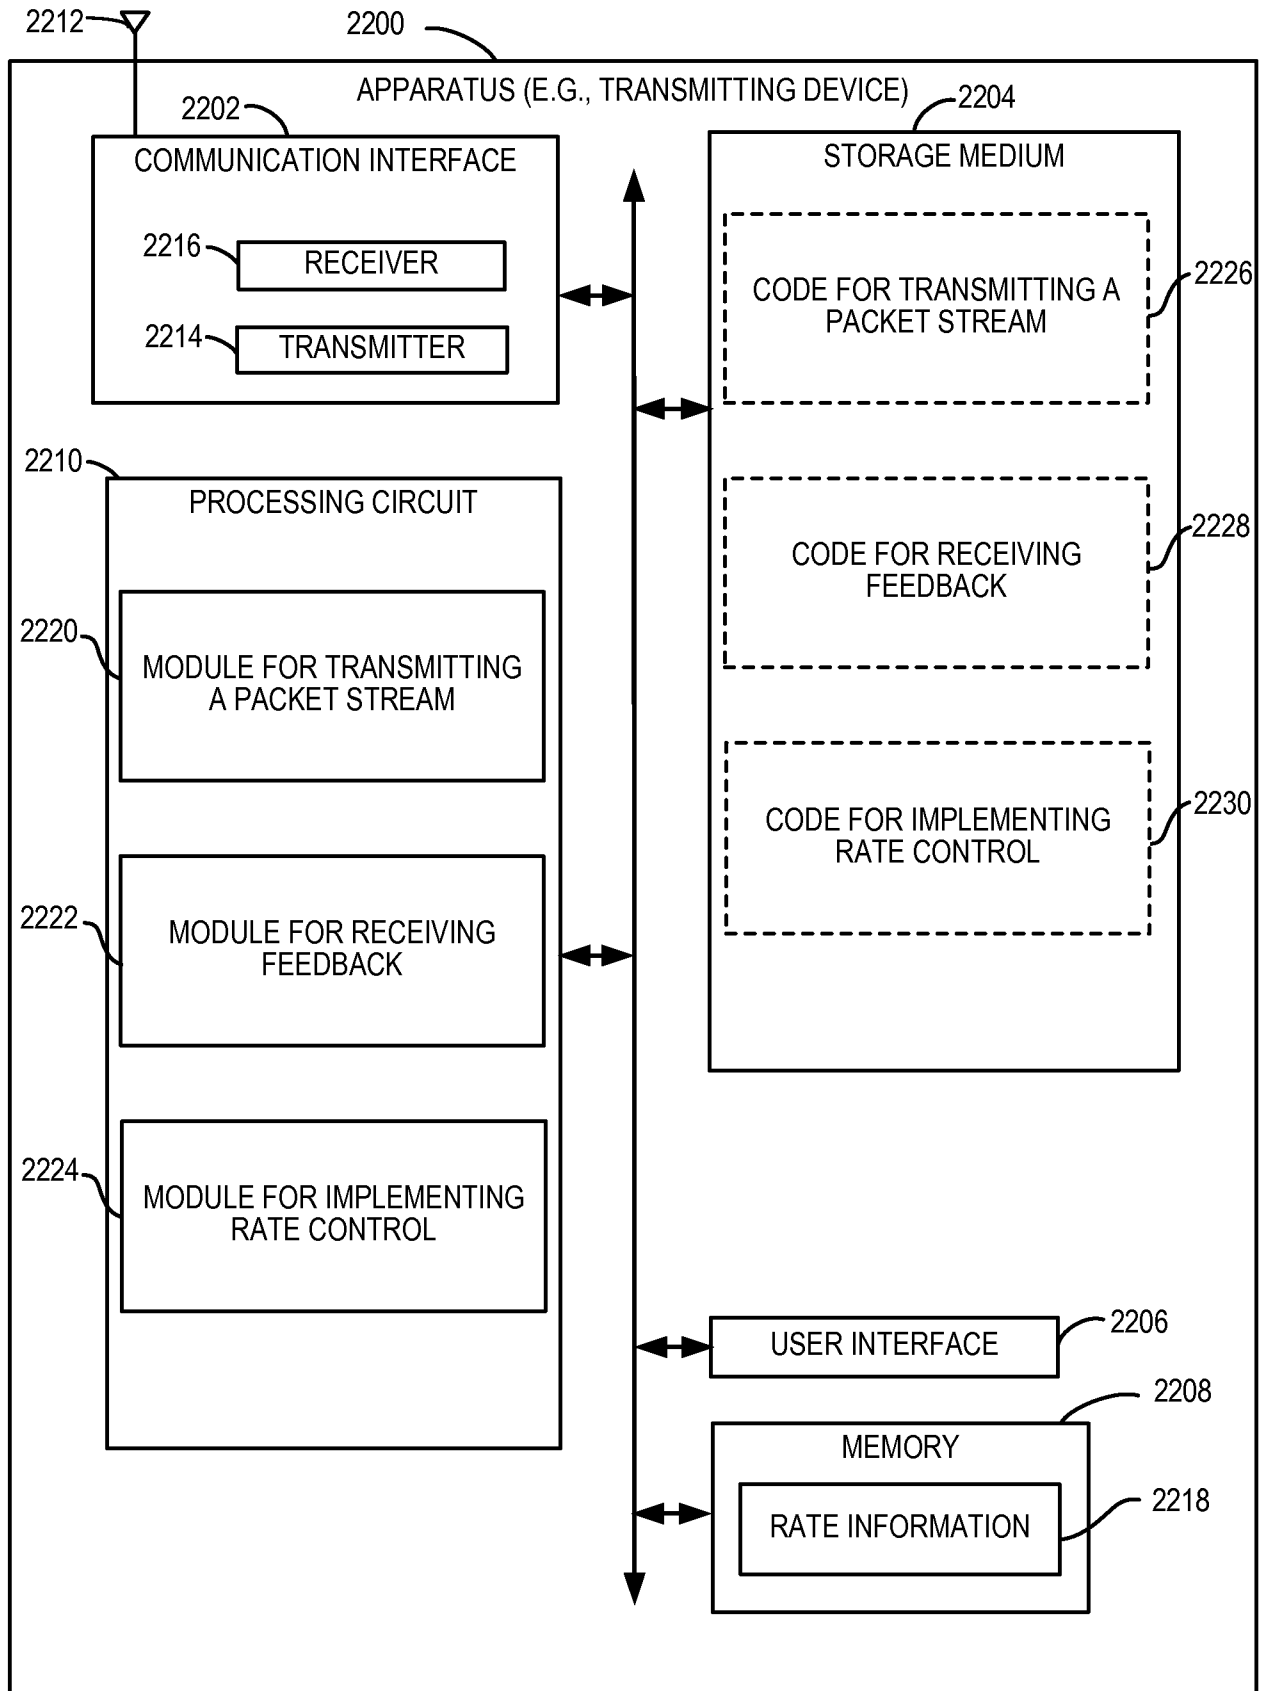 2212
2200
APPARATUS (E.G., TRANSMITTING DEVICE)
2202
2204
COMMUNICATION INTERFACE
2216
RECEIVER
2214
TRANSMITTER
STORAGE MEDIUM
CODE FOR TRANSMITTING A
PACKET STREAM
2226
CODE FOR RECEIVING
FEEDBACK
2228
CODE FOR IMPLEMENTING
RATE CONTROL
2230
2210
PROCESSING CIRCUIT
2220
MODULE FOR TRANSMITTING
A PACKET STREAM
2222
MODULE FOR RECEIVING
FEEDBACK
2224
MODULE FOR IMPLEMENTING
RATE CONTROL
USER INTERFACE
2206
2208
MEMORY
RATE INFORMATION
2218